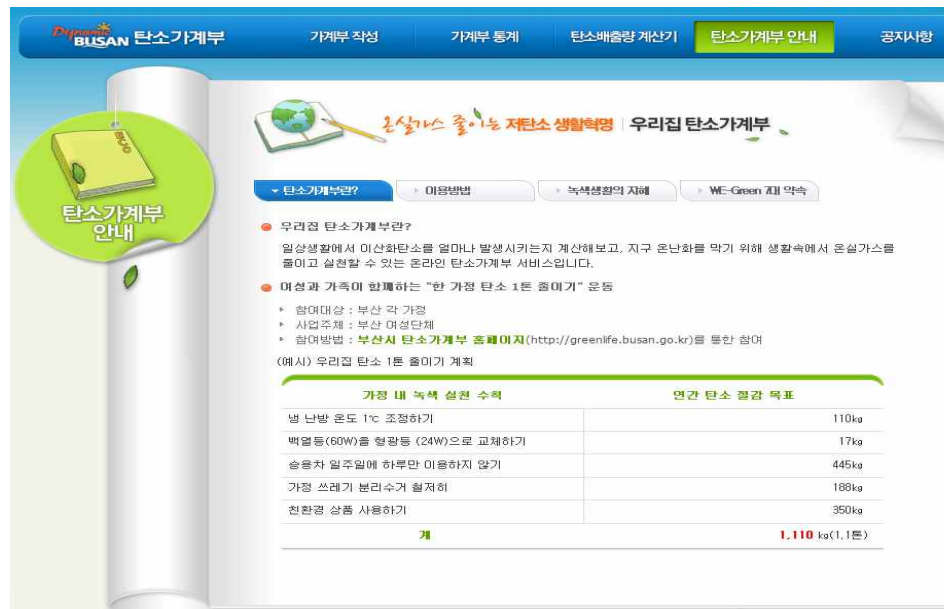 Dynamic BUSAN 탄소가계부
가계부 작성 가계부 통계 탄소배출량 계산기 탄소가계부 안내 공지사항
eco
탄소가계부
안내
온실가스 줄이는 저탄소 생활혁명 우리집 탄소가계부
탄소가계부란? 이용방법 녹색생활의 지혜 WE-Green 7대 약속
우리집 탄소가계부란?
일상생활에서 이산화탄소를 얼마나 발생시키는지 계산해보고, 지구 온난화를 막기 위해 생활속에서 온실가스를
줄이고 실천할 수 있는 온라인 탄소가계부 서비스입니다.
여성과 가족이 함께하는 "한 가정 탄소 1톤 줄이기" 운동
참여대상 : 부산 각 가정
사업주체 : 부산 여성단체
참여방법 : 부산시 탄소가계부 홈페이지(http://greenlife.busan.go.kr)를 통한 참여
(예시) 우리집 탄소 1톤 줄이기 계획
가정 내 녹색 실천 수칙 연간 탄소 절감 목표
냉 난방 온도 1℃ 조정하기 110kg
백열등(60W)을 형광등 (24W)으로 교체하기 17kg
승용차 일주일에 하루만 이용하지 않기 445kg
가정 쓰레기 분리수거 철저히 188kg
친환경 상품 사용하기 350kg
계 1,110 kg(1,1톤)